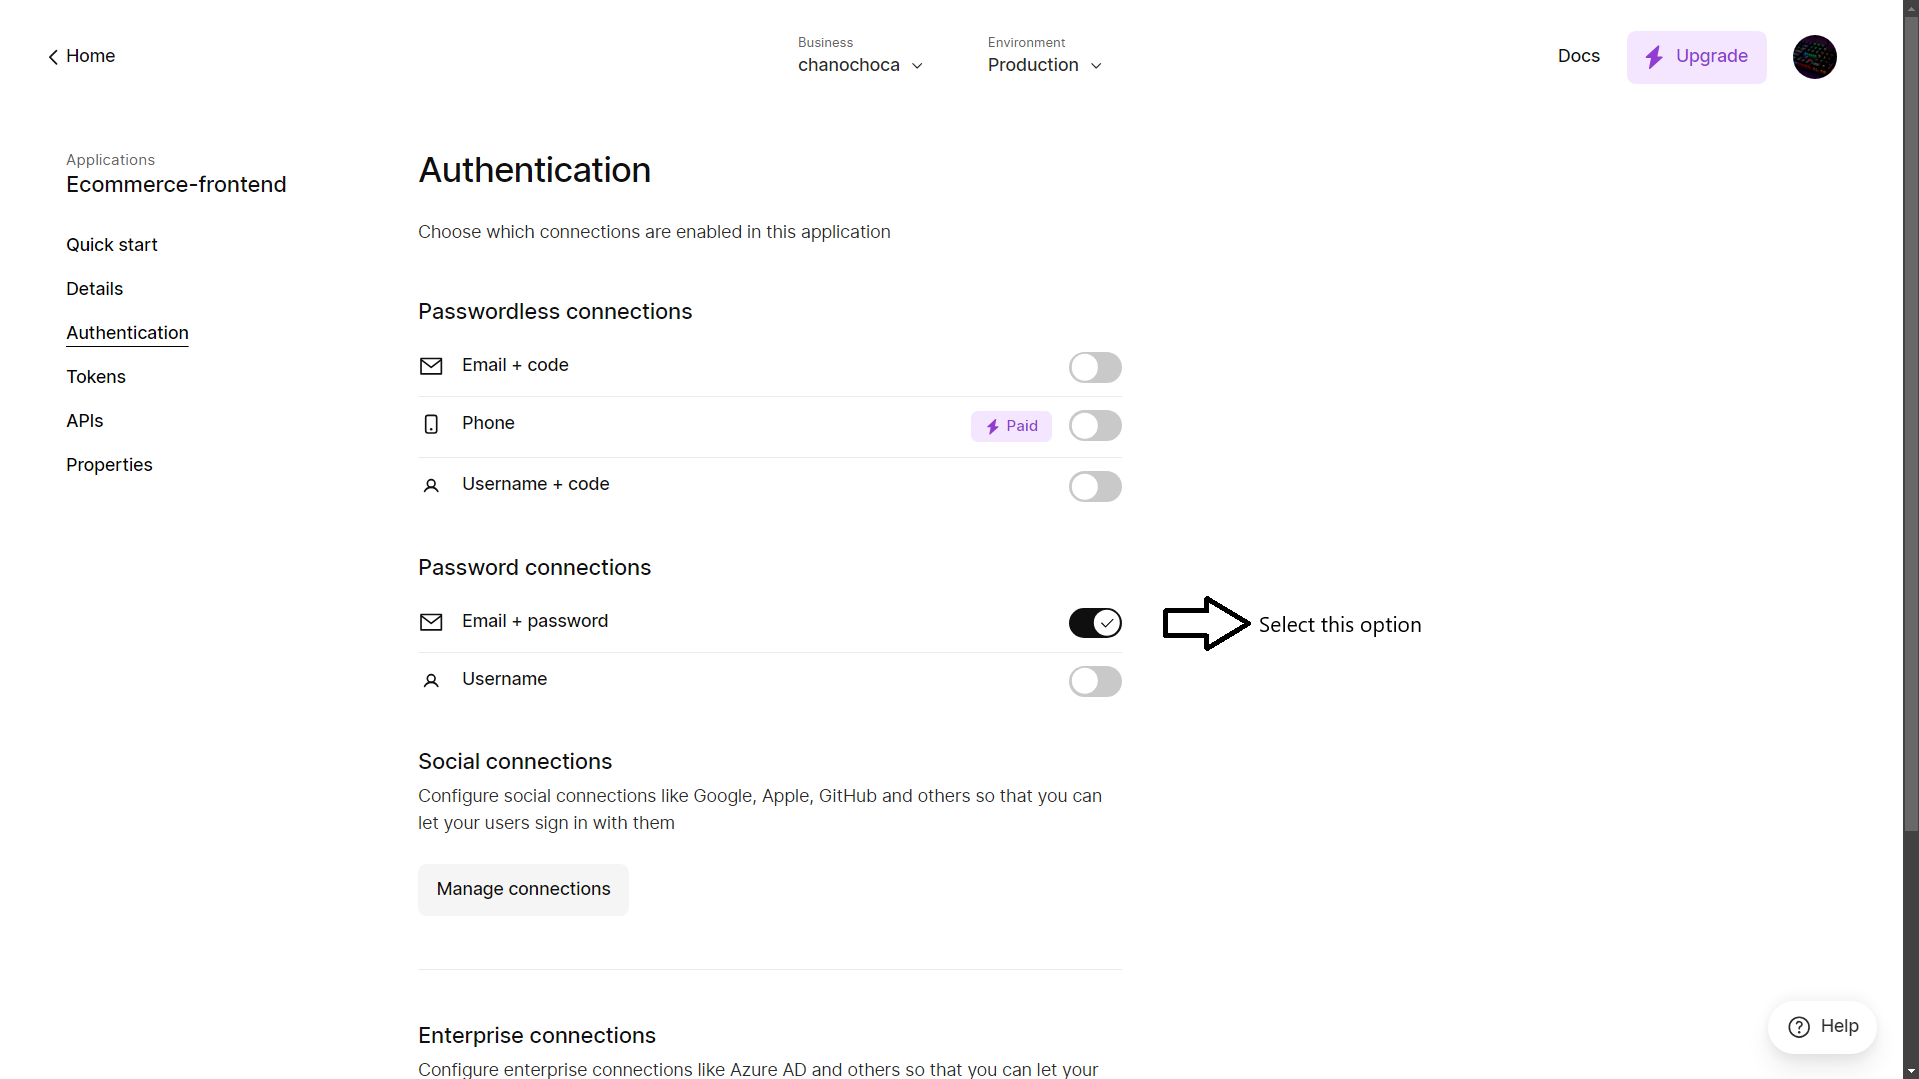 Home
Business
chanochoca
Environment
Production
Docs
Upgrade
Applications
Ecommerce-frontend
Quick start
Details
Authentication
Tokens
APIs
Properties
Authentication
Choose which connections are enabled in this application
Passwordless connections
Email + code
Phone
Paid
Username + code
Password connections
Email + password
Select this option
Username
Social connections
Configure social connections like Google, Apple, GitHub and others so that you can
let your users sign in with them
Manage connections
Enterprise connections
Configure enterprise connections like Azure AD and others so that you can let your
Help